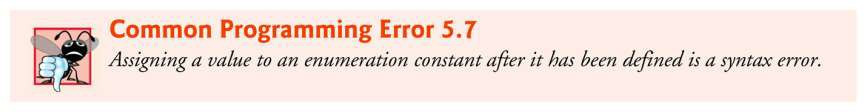 Common Programming Error 5.7
Assigning a value to an enumeration constant after it has been defined is a syntax error.